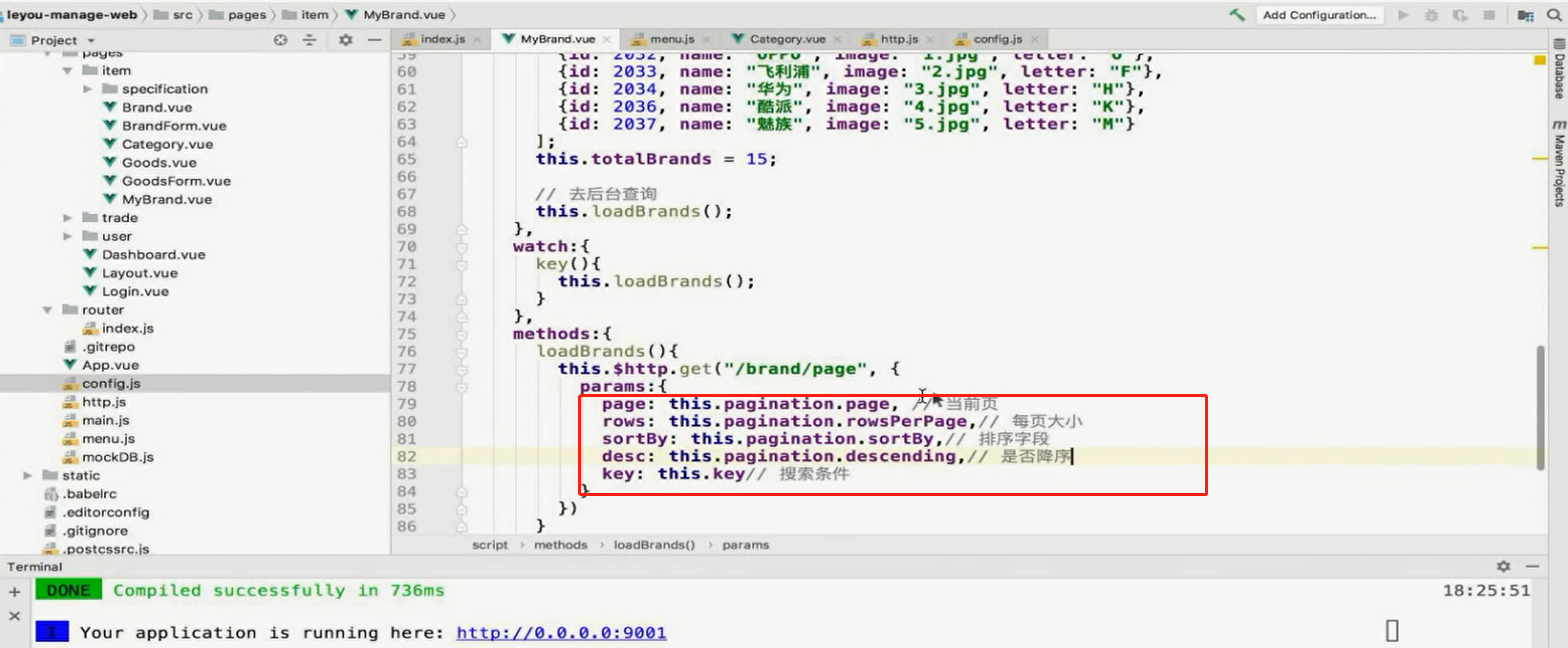 leyou-manage-web src pages item MyBrand.vue
Add Configuration...
Project
index.js MyBrand.vue menu.js Category.vue http.js config.js
pages
item
specification
Brand.vue
BrandForm.vue
Category.vue
Goods.vue
GoodsForm.vue
MyBrand.vue
trade
user
Dashboard.vue
Layout.vue
Login.vue
router
index.js
.gitrepo
App.vue
config.js
http.js
main.js
menu.js
mockDB.js
static
.babelrc
.editorconfig
.gitignore
.postcssrc.js
59 {id: 2032, name: "OPPO", image: "1.jpg", letter: "O"},
60 {id: 2033, name: "飞利浦", image: "2.jpg", letter: "F"},
61 {id: 2034, name: "华为", image: "3.jpg", letter: "H"},
62 {id: 2036, name: "酷派", image: "4.jpg", letter: "K"},
63 {id: 2037, name: "魅族", image: "5.jpg", letter: "M"}
64 ];
65 this.totalBrands = 15;
66
67 // 去后台查询
68 this.loadBrands();
69 },
70 watch:{
71 key(){
72 this.loadBrands();
73 }
74 },
75 methods:{
76 loadBrands(){
77 this.$http.get("/brand/page", {
78 params:{
79 page: this.pagination.page, // 当前页
80 rows: this.pagination.rowsPerPage,// 每页大小
81 sortBy: this.pagination.sortBy,// 排序字段
82 desc: this.pagination.descending,// 是否降序
83 key: this.key// 搜索条件
84 }
85 })
86 }
script › methods › loadBrands() › params
Database
Maven Projects
Terminal
DONE Compiled successfully in 736ms 18:25:51
I Your application is running here: http://0.0.0.0:9001